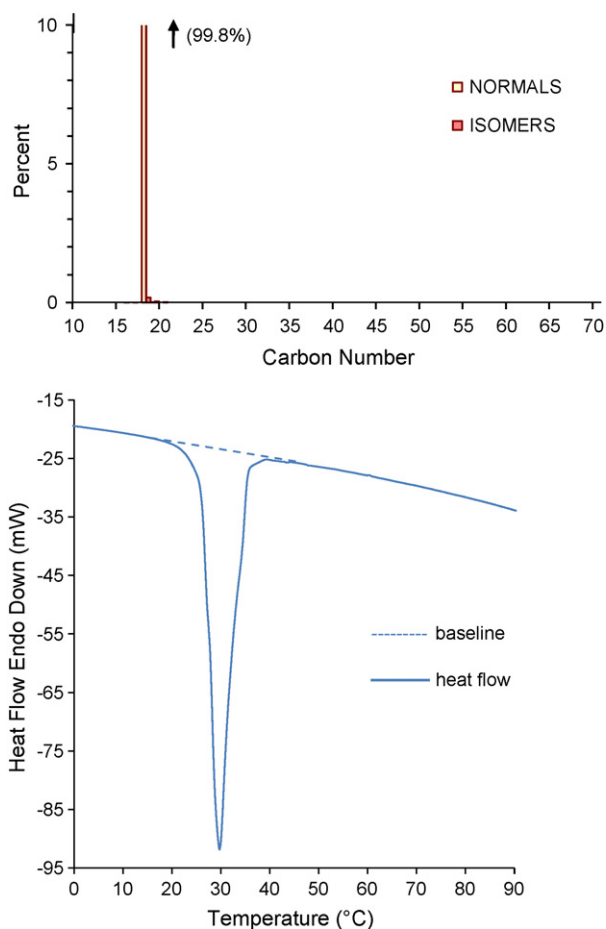 10
(99.8%)
NORMALS
ISOMERS
5
Percent
0
10 15 20 25 30 35 40 45 50 55 60 65 70
Carbon Number
-15
-25
-35
-45
-55
-65
-75
-85
-95
Heat Flow Endo Down (mW)
baseline
heat flow
0 10 20 30 40 50 60 70 80 90
Temperature (°C)